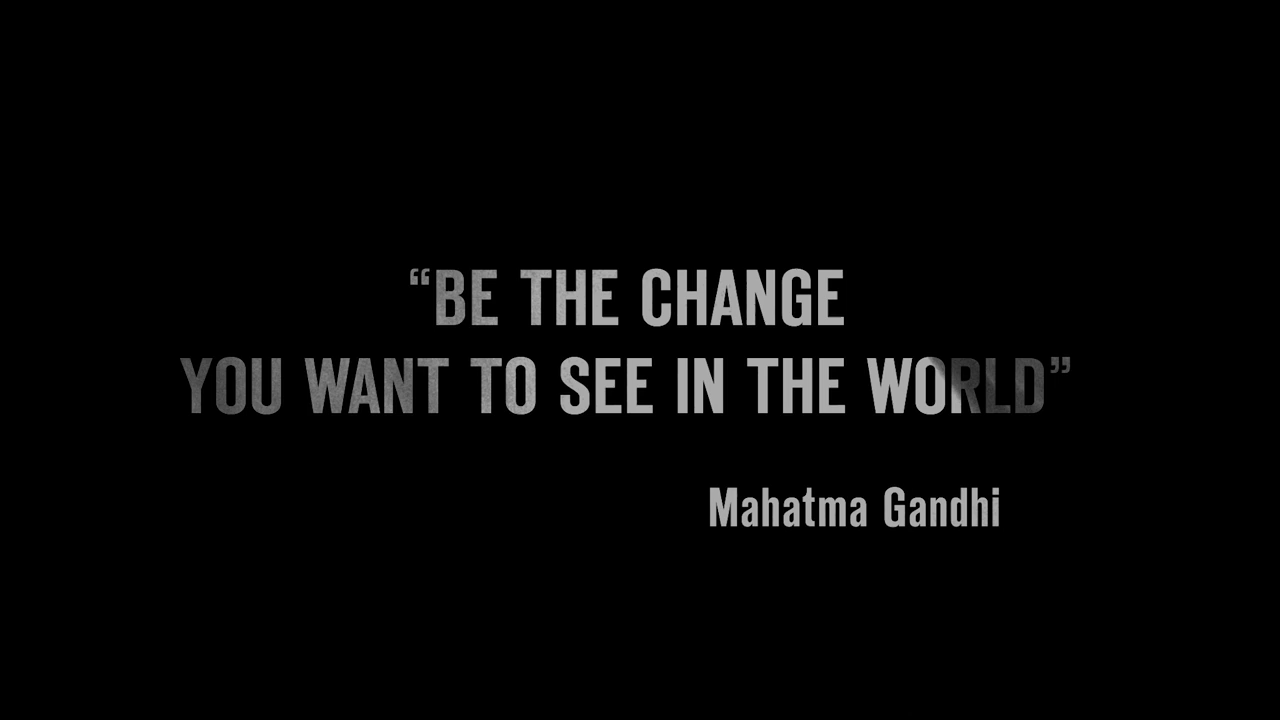 “BE THE CHANGE
YOU WANT TO SEE IN THE WORLD”
Mahatma Gandhi